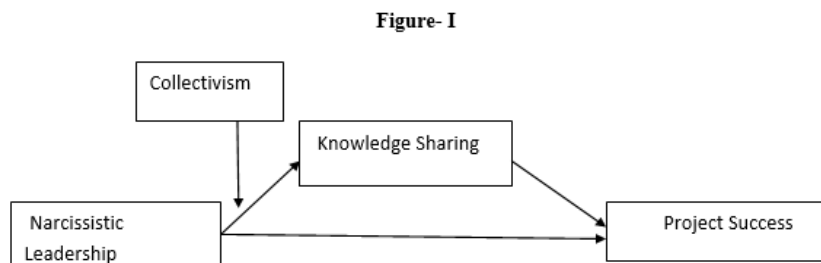 Figure- I
Collectivism
Knowledge Sharing
Narcissistic
Leadership
Project Success